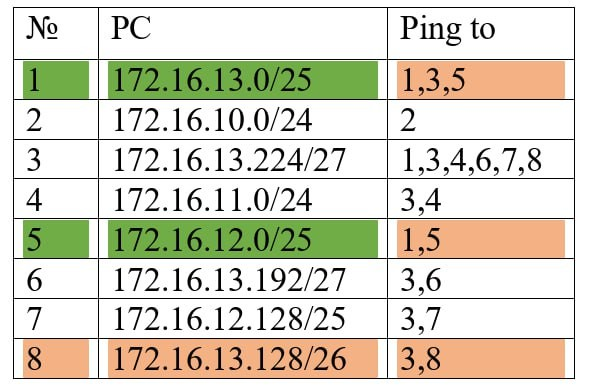 № PC Ping to
1 172.16.13.0/25 1,3,5
2 172.16.10.0/24 2
3 172.16.13.224/27 1,3,4,6,7,8
4 172.16.11.0/24 3,4
5 172.16.12.0/25 1,5
6 172.16.13.192/27 3,6
7 172.16.12.128/25 3,7
8 172.16.13.128/26 3,8